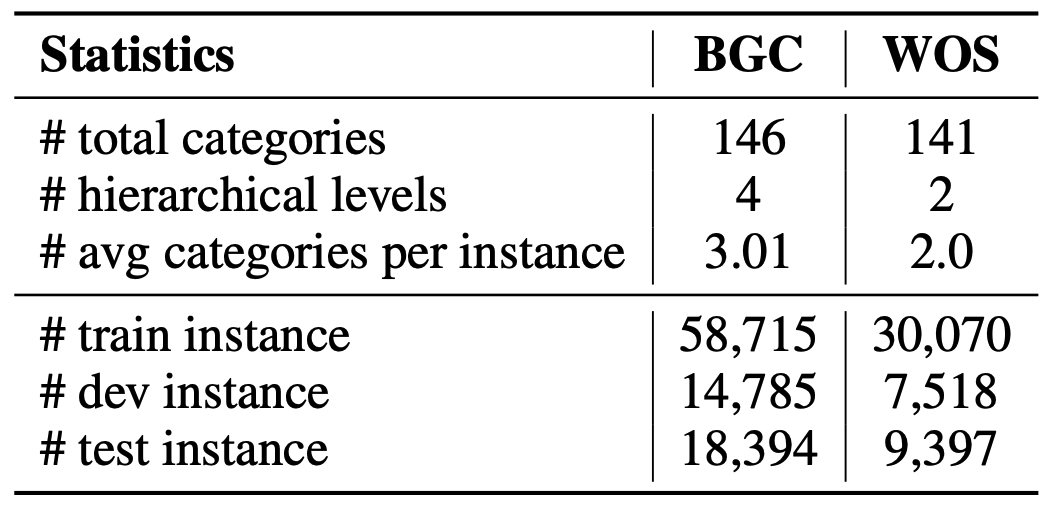 Statistics BGC WOS
# total categories 146 141
# hierarchical levels 4 2
# avg categories per instance 3.01 2.0
# train instance 58,715 30,070
# dev instance 14,785 7,518
# test instance 18,394 9,397